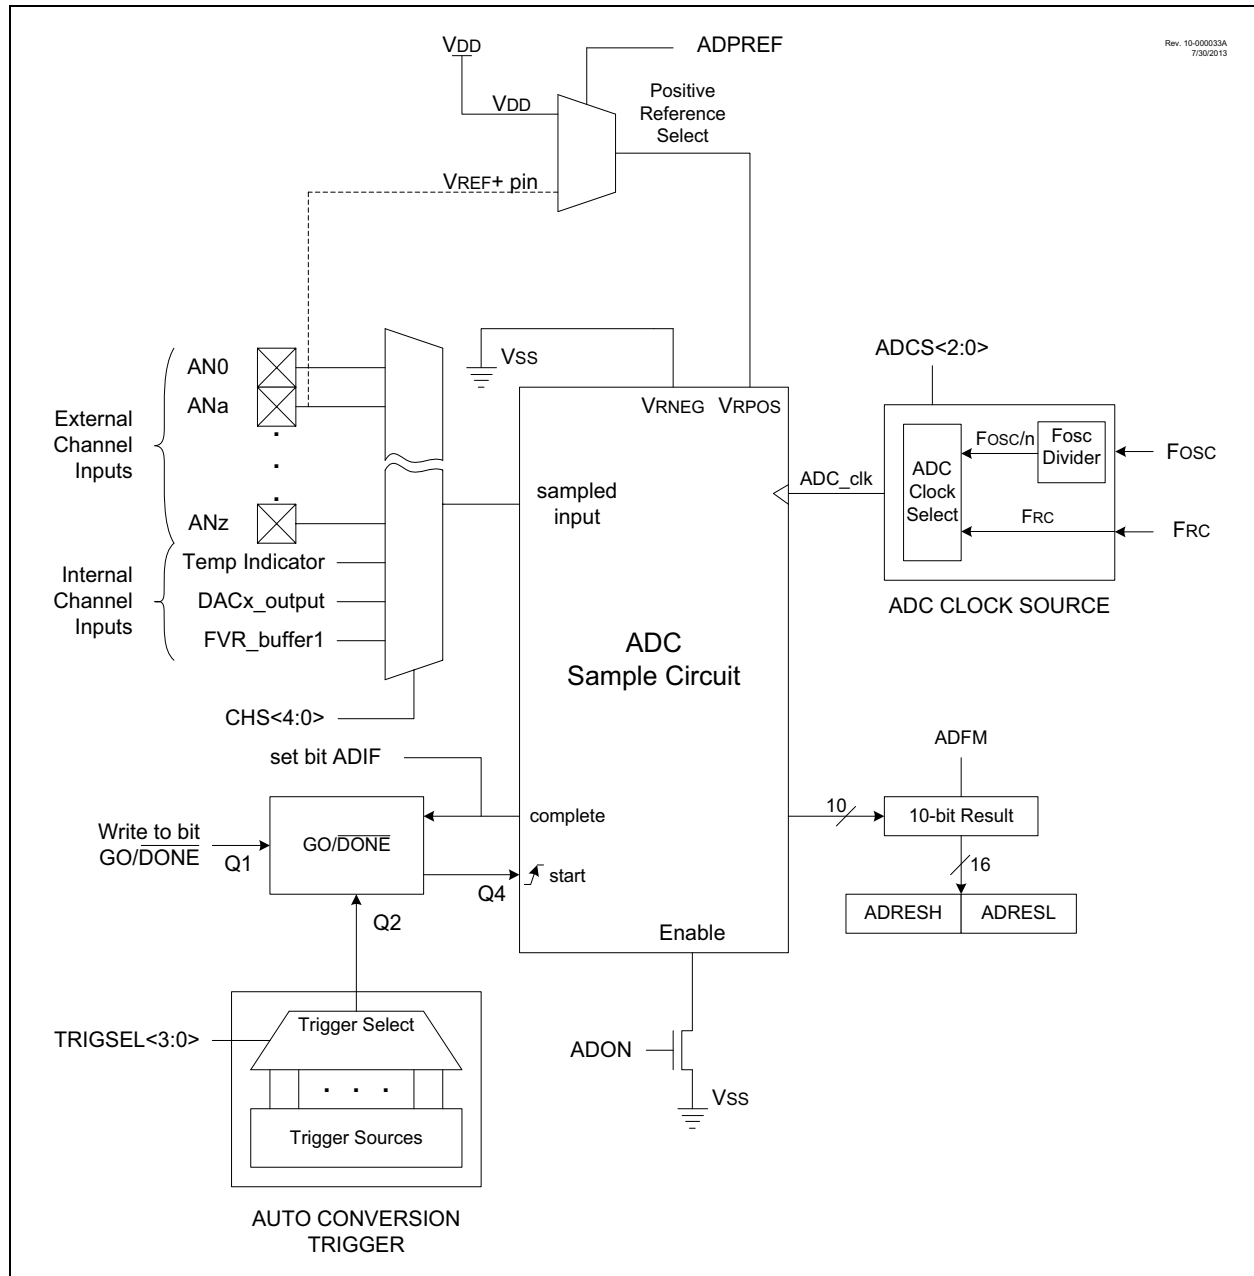 Rev. 10-000033A
7/30/2013
VDD
ADPREF
VDD
Positive
Reference
Select
VREF+ pin
VSS
ADCS<2:0>
External
Channel
Inputs
AN0
ANa
.
.
.
ANz
VRNEG
VRPOS
FOSC/n
Fosc
Divider
FOSC
ADC
Clock
Select
ADC_clk
FRC
FRC
ADC CLOCK SOURCE
sampled
input
Internal
Channel
Inputs
Temp Indicator
DACx_output
FVR_buffer1
ADC
Sample Circuit
CHS<4:0>
set bit ADIF
ADFM
complete
10
10-bit Result
Write to bit
GO/DONE
Q1
GO/DONE
Q4
start
16
Q2
ADRESH
ADRESL
Enable
TRIGSEL<3:0>
Trigger Select
. . .
Trigger Sources
ADON
VSS
AUTO CONVERSION
TRIGGER